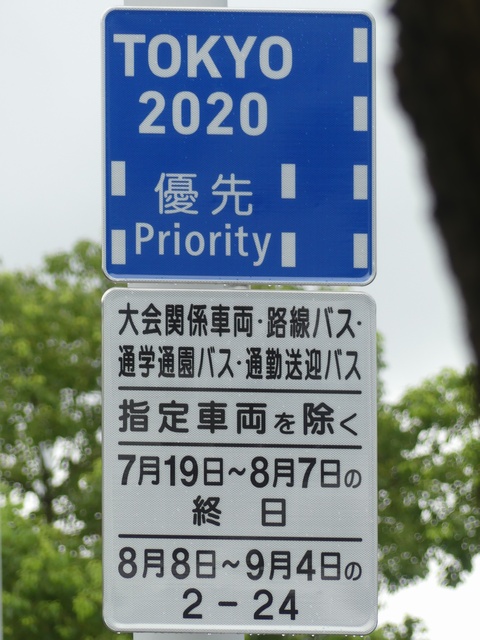 TOKYO
2020
優先
Priority
大会関係車両・路線バス・
通学通園バス・通勤送迎バス
指定車両を除く
7月19日~8月7日の
終 日
8月8日~9月4日の
2-24